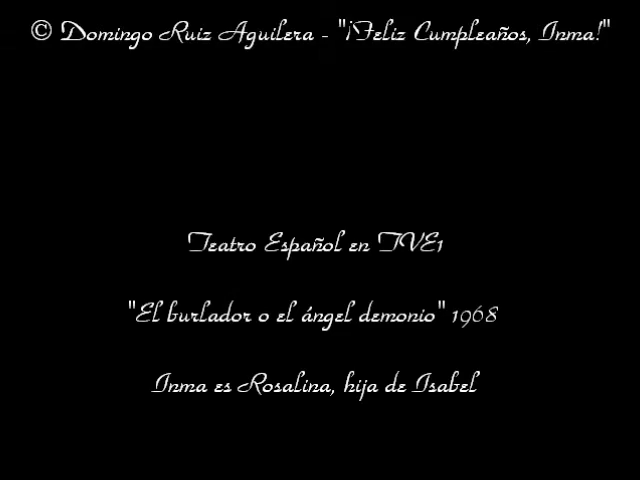 © Domingo Ruiz Aguilera - "¡Feliz Cumpleaños, Inma!"
Teatro Español en TVE1
"El burlador o el ángel demonio" 1968
Inma es Rosalina, hija de Isabel